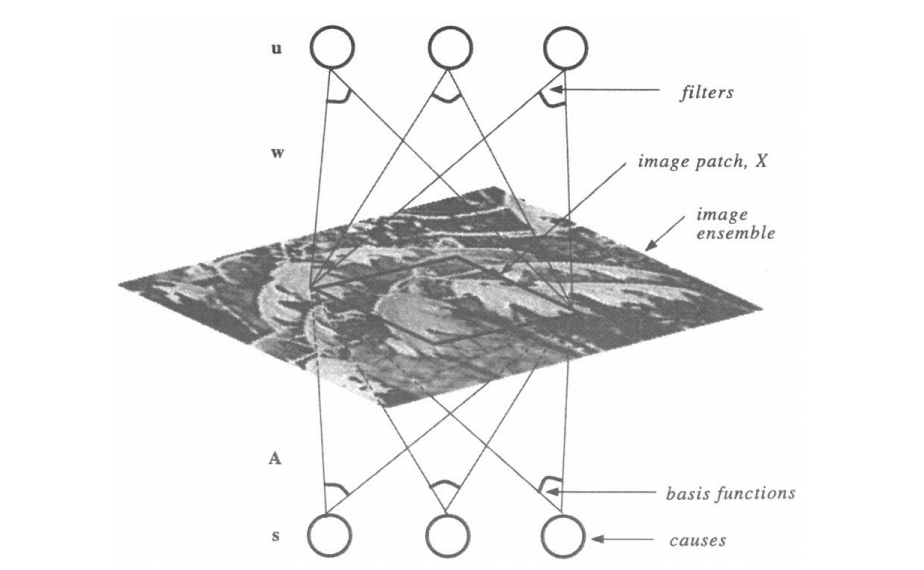 u
filters
w
image patch, X
image
ensemble
A
basis functions
s
causes